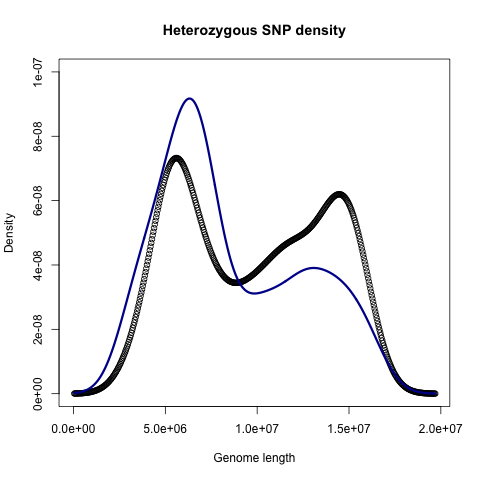 Heterozygous SNP density
Density
1e-07
8e-08
6e-08
4e-08
2e-08
0e+00
0.0e+00 5.0e+06 1.0e+07 1.5e+07 2.0e+07
Genome length